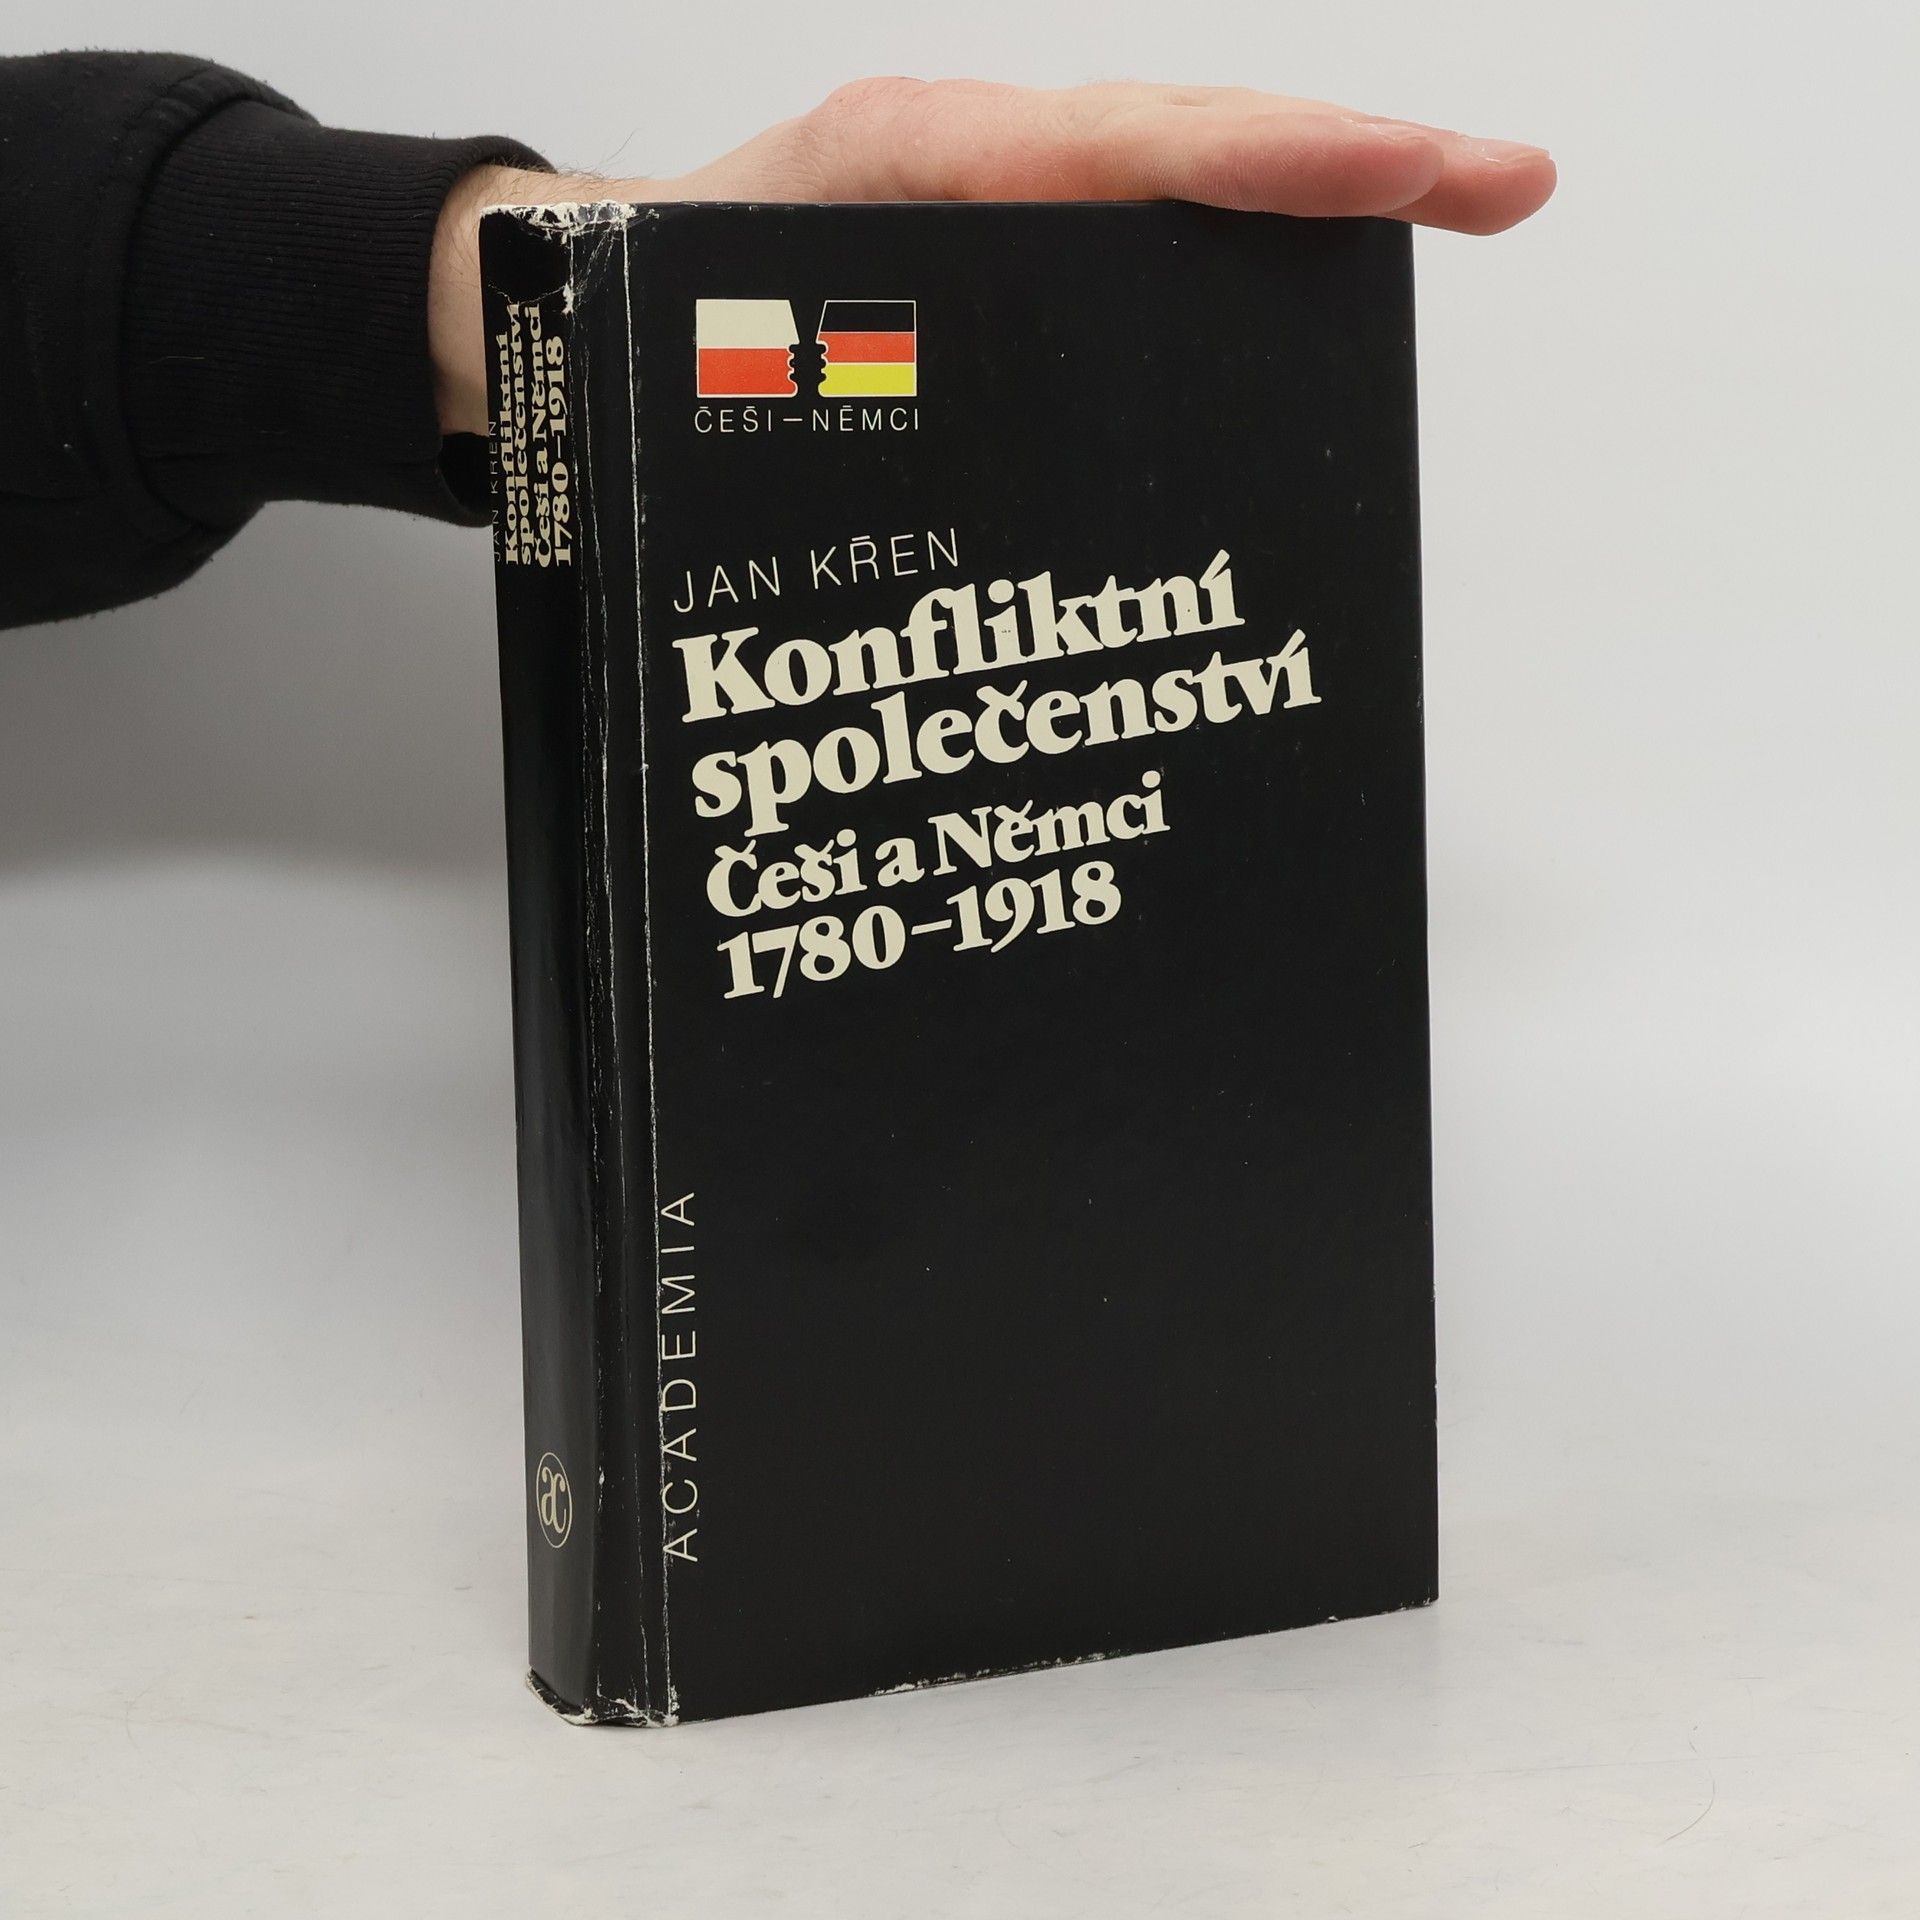 ČEŠI–NĚMCI
JAN KŘEN
Konfliktní
společenství
Češi a Němci
1780–1918
ACADEMIA
JAN KŘEN
Konfliktní
společenství
Češi a Němci
1780–1918
ac